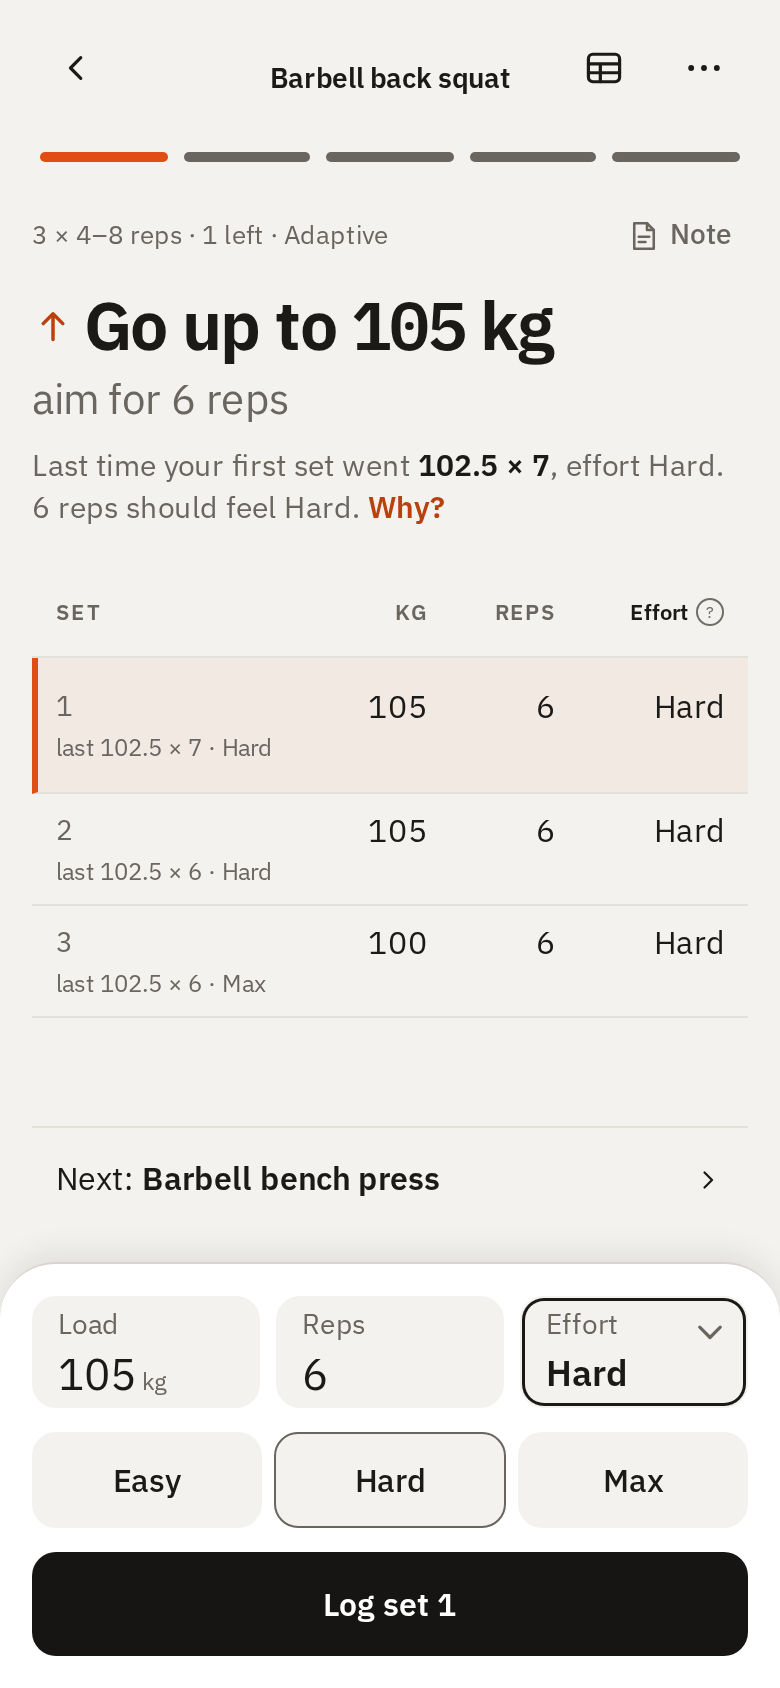 Barbell back squat
3 × 4–8 reps · 1 left · Adaptive
Note
↑ Go up to 105 kg
aim for 6 reps
Last time your first set went 102.5 × 7, effort Hard.
6 reps should feel Hard. Why?
SET KG REPS Effort ?
1 105 6 Hard
last 102.5 × 7 · Hard
2 105 6 Hard
last 102.5 × 6 · Hard
3 100 6 Hard
last 102.5 × 6 · Max
Next: Barbell bench press
Load Reps Effort
105 kg 6 Hard
Easy Hard Max
Log set 1